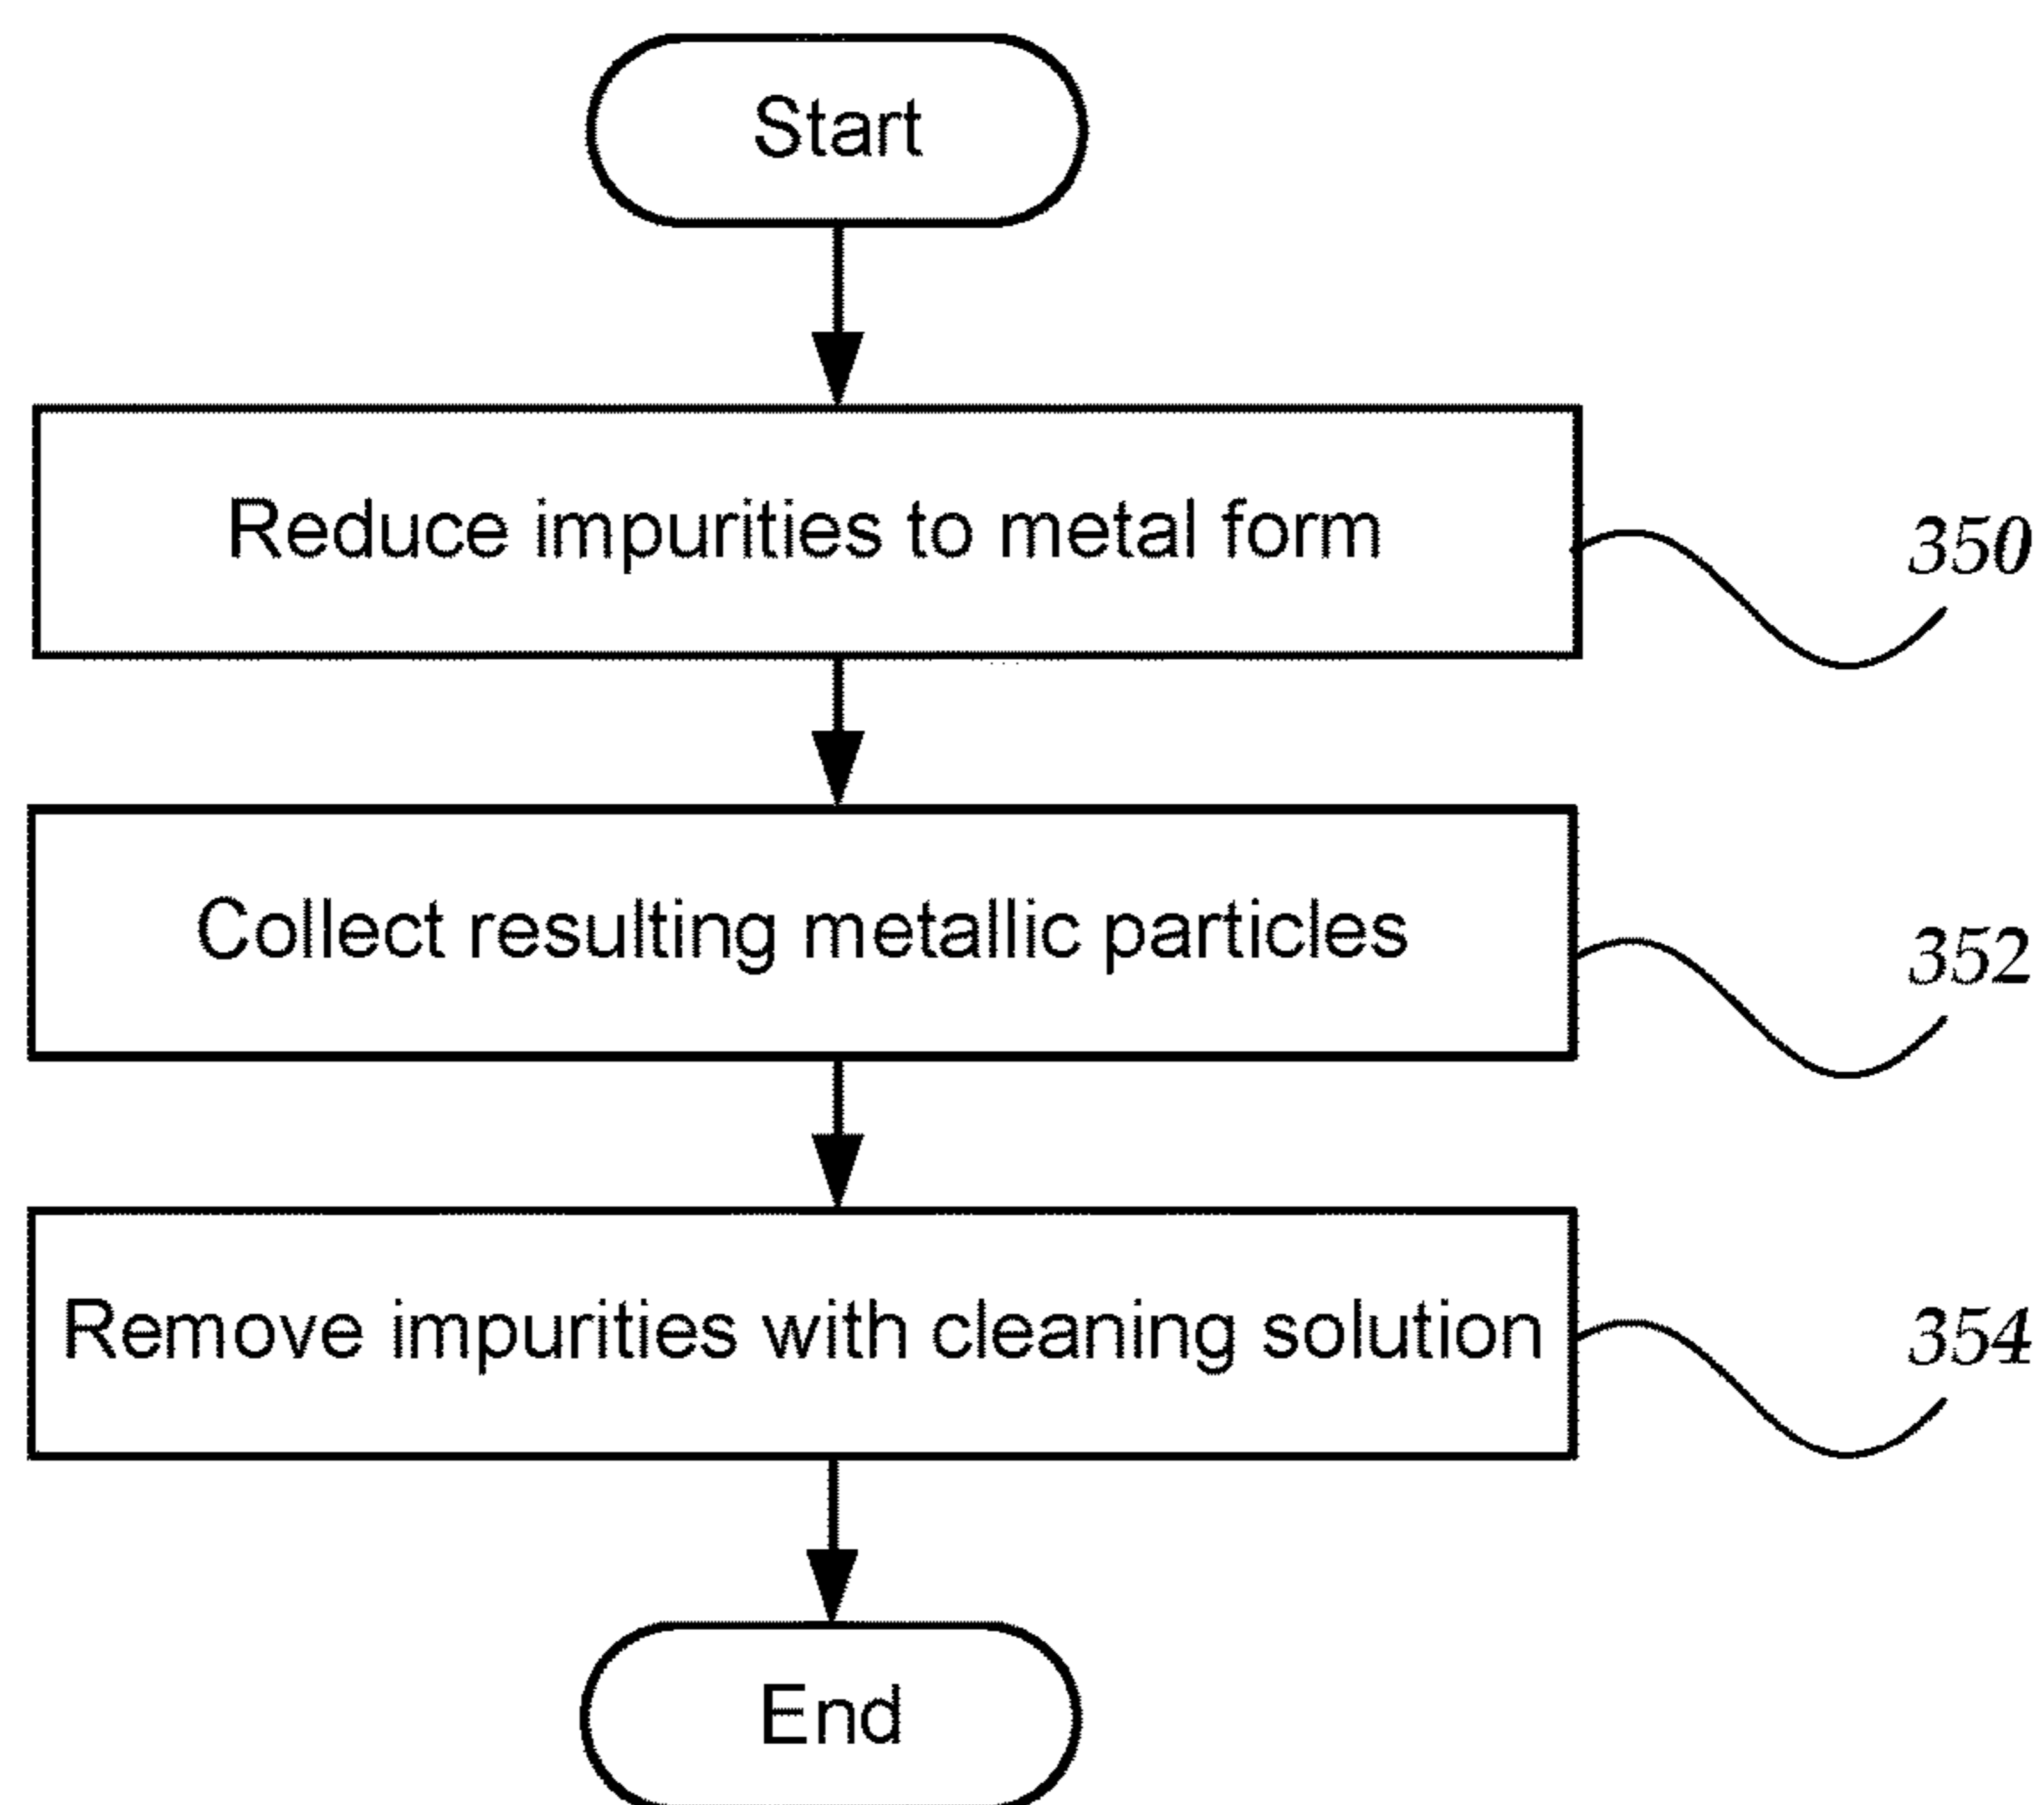 Start
Reduce impurities to metal form
350
Collect resulting metallic particles
352
Remove impurities with cleaning solution
354
End